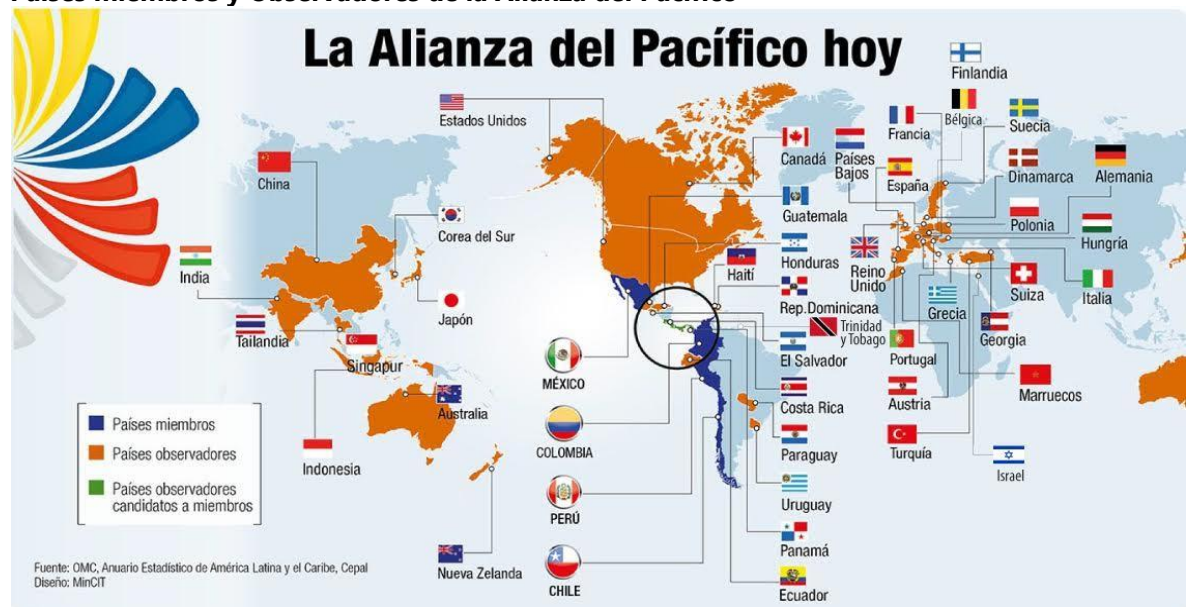 Países miembros y Observadores de la Alianza del Pacífico
La Alianza del Pacífico hoy
Finlandia
Estados Unidos
Francia
Bélgica
Suecia
China
Canadá
Países
Bajos
España
Dinamarca
Alemania
Guatemala
Polonia
Corea del Sur
Hungría
Honduras
India
Haití
Reino
Unido
Suiza
Italia
Rep.Dominicana
Grecia
Japón
Trinidad
y Tobago
Georgia
Tailandia
Singapur
El Salvador
Portugal
MÉXICO
Marruecos
Australia
Costa Rica
Austria
Países miembros
Países observadores
Países observadores
candidatos a miembros
COLOMBIA
Indonesia
Paraguay
Turquía
Israel
Uruguay
PERÚ
Panamá
Nueva Zelanda
CHILE
Ecuador
Fuente: OMC, Anuario Estadístico de América Latina y el Caribe, Cepal
Diseño: MinCIT